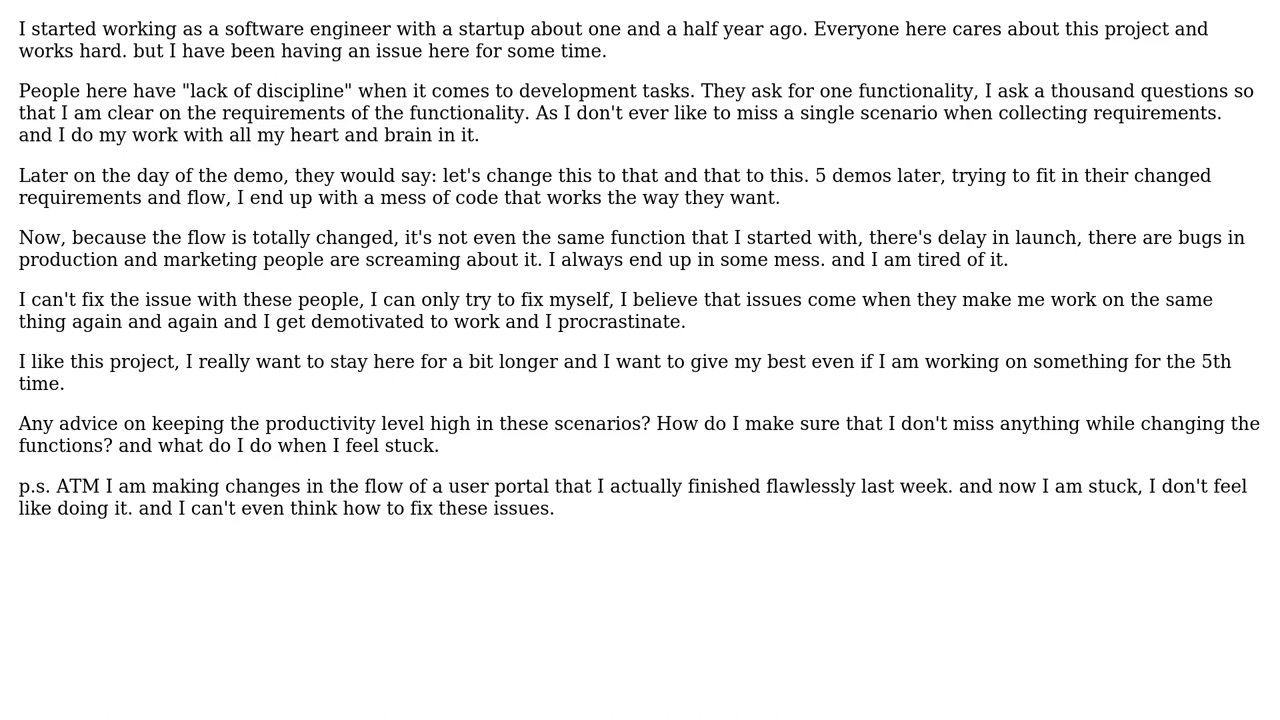 I started working as a software engineer with a startup about one and a half year ago. Everyone here cares about this project and
works hard. but I have been having an issue here for some time.
People here have "lack of discipline" when it comes to development tasks. They ask for one functionality, I ask a thousand questions so
that I am clear on the requirements of the functionality. As I don't ever like to miss a single scenario when collecting requirements.
and I do my work with all my heart and brain in it.
Later on the day of the demo, they would say: let's change this to that and that to this. 5 demos later, trying to fit in their changed
requirements and flow, I end up with a mess of code that works the way they want.
Now, because the flow is totally changed, it's not even the same function that I started with, there's delay in launch, there are bugs in
production and marketing people are screaming about it. I always end up in some mess. and I am tired of it.
I can't fix the issue with these people, I can only try to fix myself, I believe that issues come when they make me work on the same
thing again and again and I get demotivated to work and I procrastinate.
I like this project, I really want to stay here for a bit longer and I want to give my best even if I am working on something for the 5th
time.
Any advice on keeping the productivity level high in these scenarios? How do I make sure that I don't miss anything while changing the
functions? and what do I do when I feel stuck.
p.s. ATM I am making changes in the flow of a user portal that I actually finished flawlessly last week. and now I am stuck, I don't feel
like doing it. and I can't even think how to fix these issues.